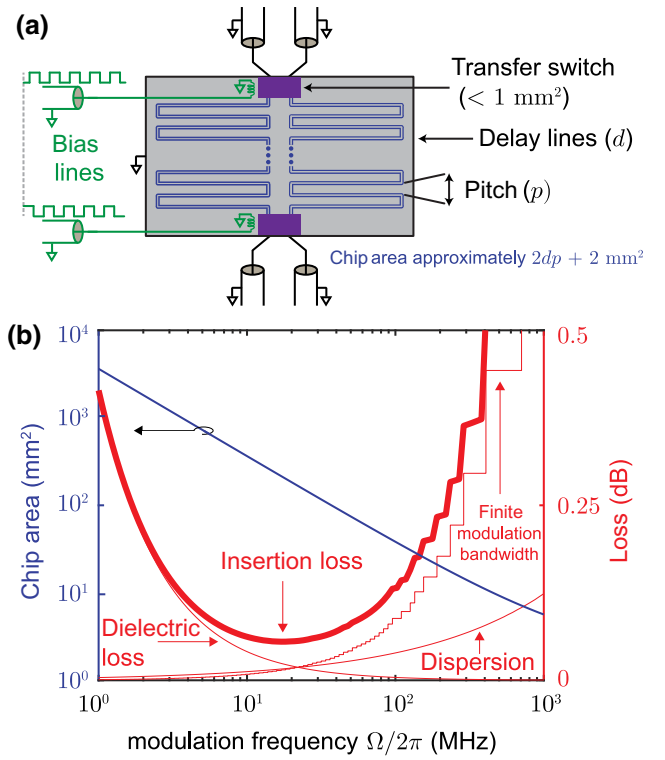 (a)
Transfer switch
(< 1 mm²)
Bias
lines
Delay lines (d)
Pitch (p)
Chip area approximately 2dp + 2 mm²
(b)
10⁴
10³
10²
10¹
10⁰
Chip area (mm²)
0.5
0.25
0
Loss (dB)
Finite
modulation
bandwidth
Insertion loss
Dielectric
loss
Dispersion
10⁰
10¹
10²
10³
modulation frequency Ω/2π (MHz)